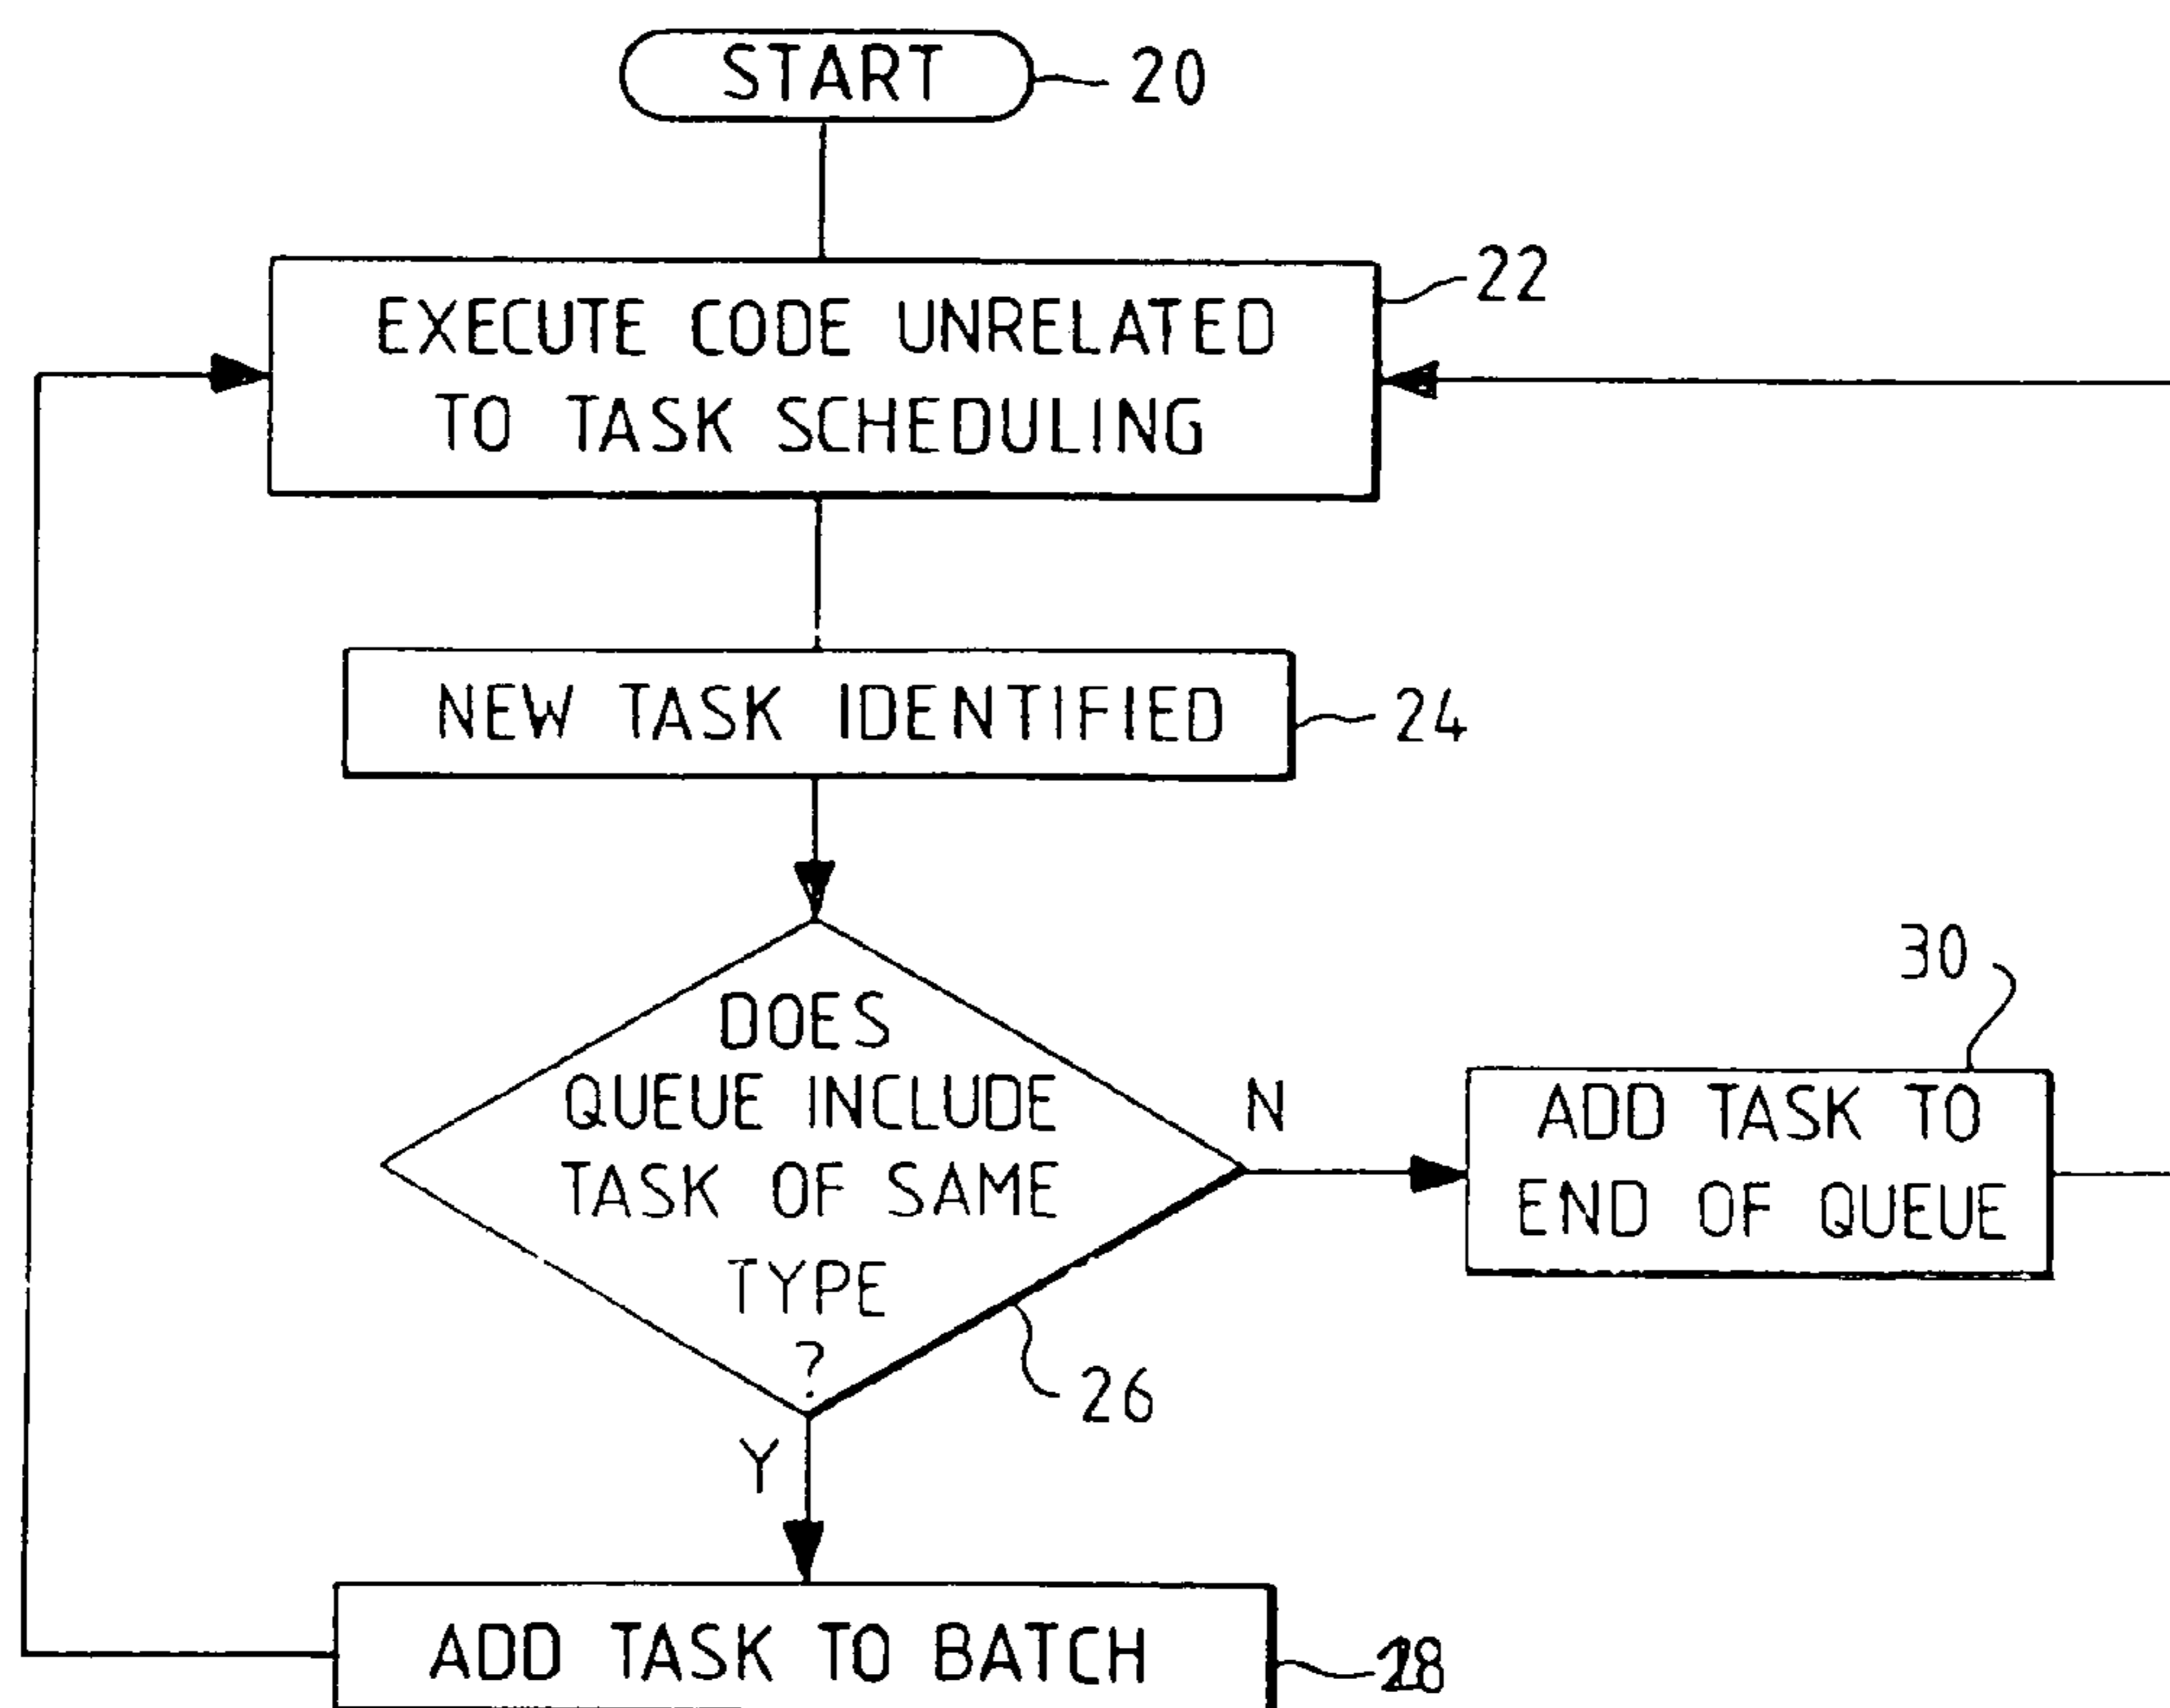 START
20
EXECUTE CODE UNRELATED
TO TASK SCHEDULING
22
NEW TASK IDENTIFIED
24
DOES
QUEUE INCLUDE
TASK OF SAME
TYPE
?
26
N
30
ADD TASK TO
END OF QUEUE
Y
ADD TASK TO BATCH
28